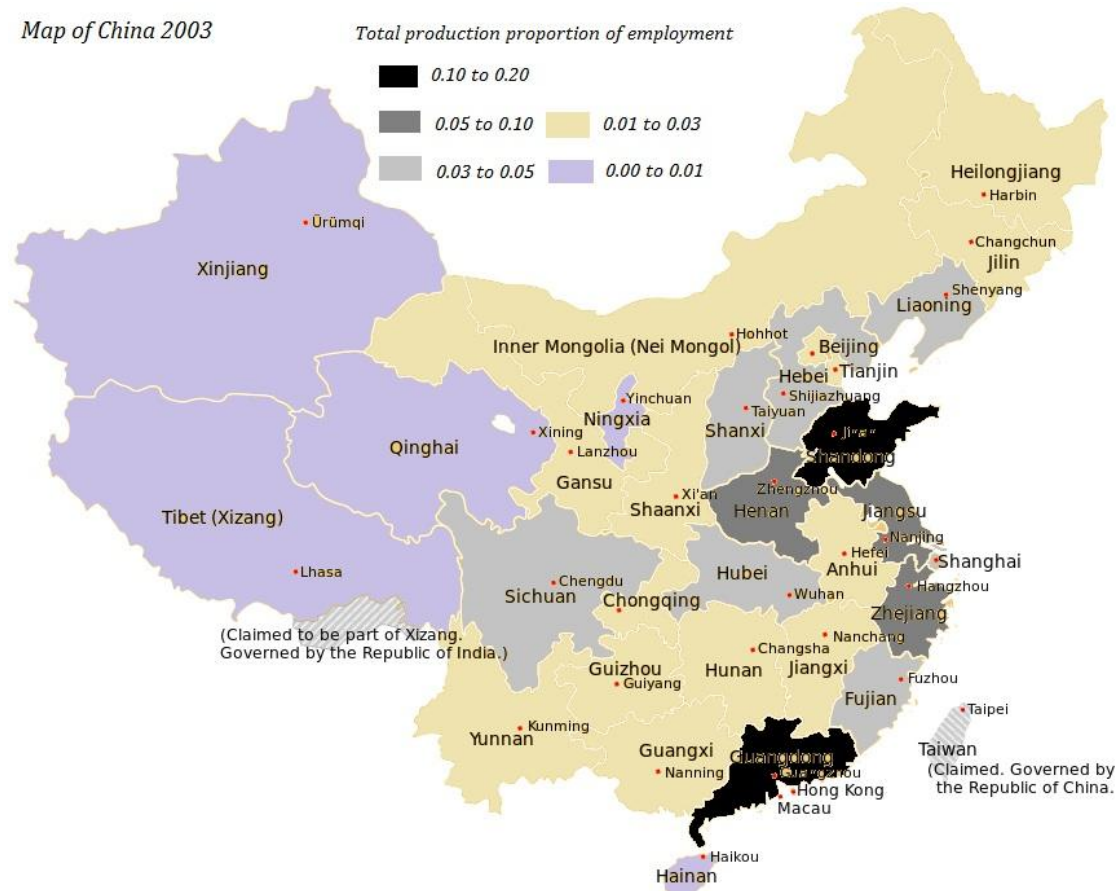 Map of China 2003
Total production proportion of employment
0.10 to 0.20
0.05 to 0.10
0.01 to 0.03
0.03 to 0.05
0.00 to 0.01
Heilongjiang
Harbin
Changchun
Jilin
Ürümqi
Xinjiang
Shenyang
Liaoning
Hohhot
Inner Mongolia (Nei Mongol)
Beijing
Tianjin
Hebei
Shijiazhuang
Yinchuan
Ningxia
Taiyuan
Shanxi
Xining
Qinghai
Lanzhou
Gansu
Shandong
Xi'an
Shaanxi
Zhengzhou
Henan
Jiangsu
Tibet (Xizang)
Nanjing
Hefei
Anhui
Shanghai
Lhasa
Chengdu
Sichuan
Hubei
Wuhan
Hangzhou
Zhejiang
Chongqing
(Claimed to be part of Xizang.
Governed by the Republic of India.)
Changsha
Hunan
Nanchang
Jiangxi
Guizhou
Guiyang
Fuzhou
Fujian
Taipei
Kunming
Yunnan
Guangxi
Nanning
Guangdong
Guangzhou
Taiwan
(Claimed. Governed by
the Republic of China.
Hong Kong
Macau
Haikou
Hainan